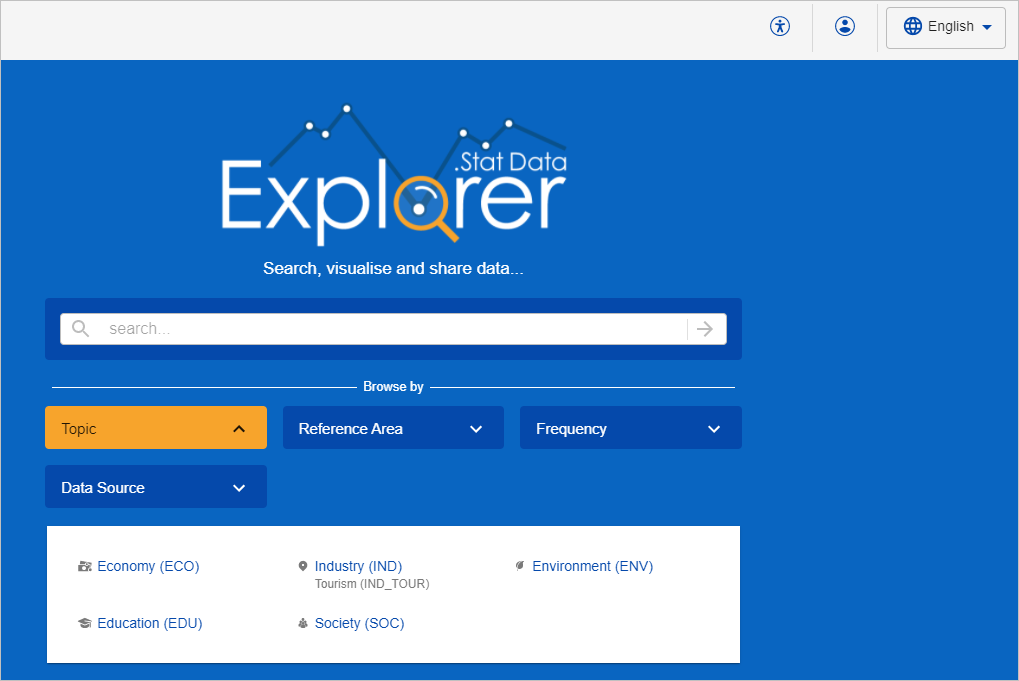 English
.Stat Data
Explorer
Search, visualise and share data...
search...
Browse by
Topic
Reference Area
Frequency
Data Source
Economy (ECO)
Industry (IND)
Tourism (IND_TOUR)
Environment (ENV)
Education (EDU)
Society (SOC)